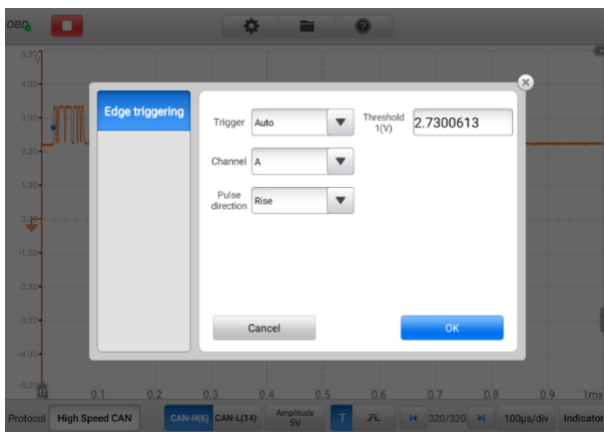 OBD
5.00
V
4.00
Edge triggering
Trigger
Auto
Threshold
1(V)
2.7300613
3.00
Channel
A
2.00
Pulse
direction
Rise
1.00
0.00
-1.00
-2.00
-3.00
Cancel
OK
-4.00
-5.00
0.1 0.2 0.3 0.4 0.5 0.6 0.7 0.8 0.9 1ms
Protocol
High Speed CAN
CAN-H(6)
CAN-L(14)
Amplitude
5V
T
320/320
100μs/div
Indicator